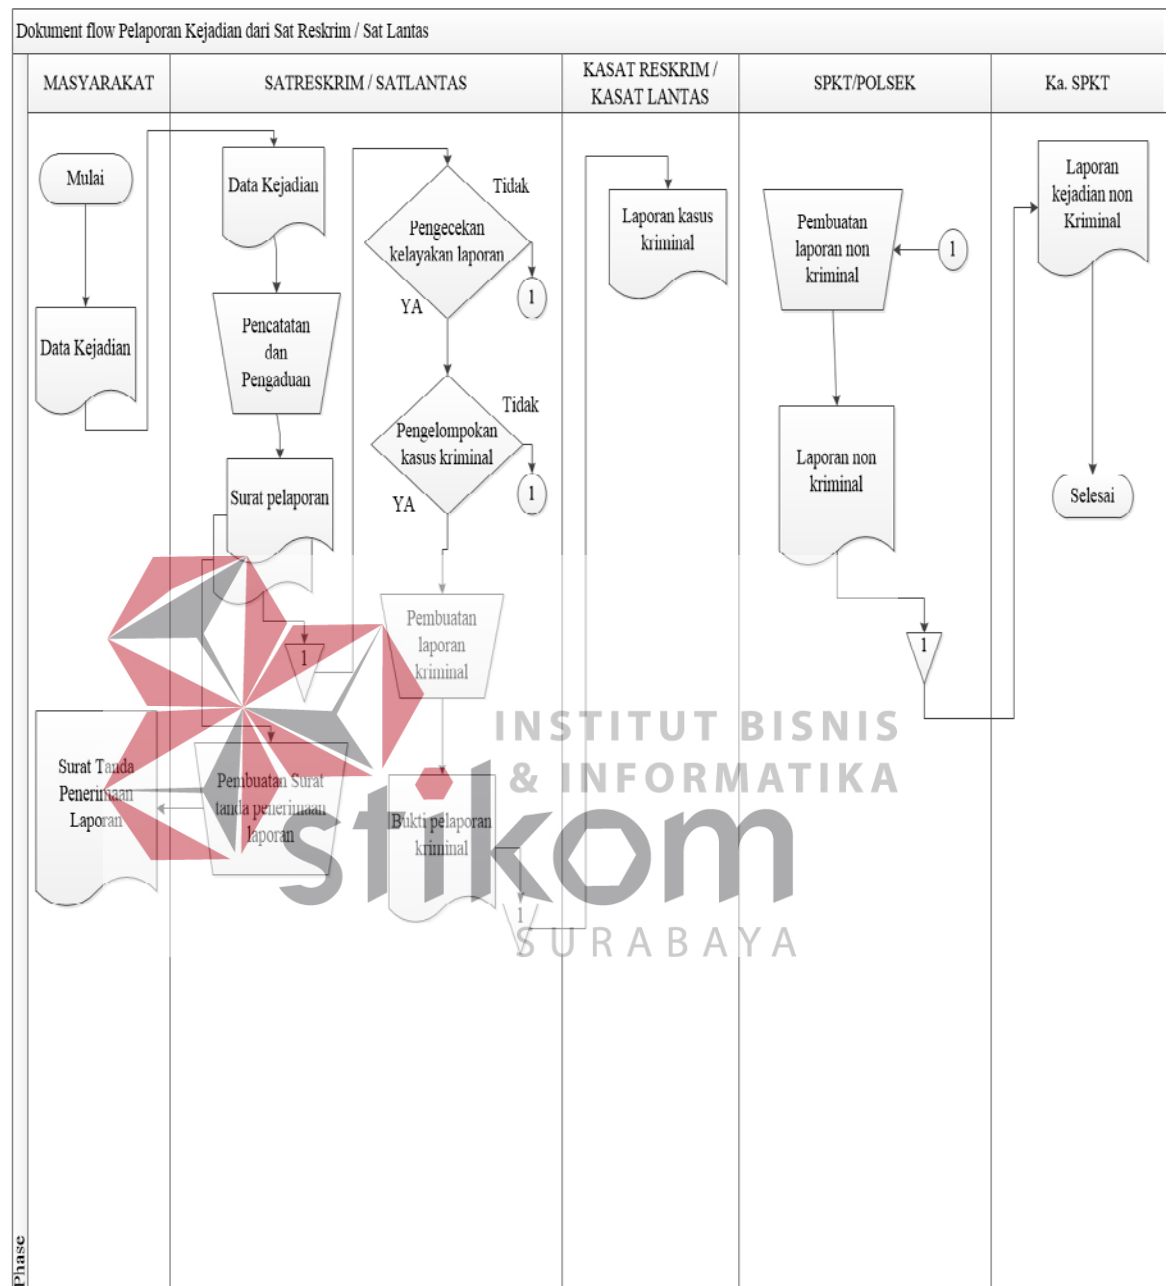 Dokument flow Pelaporan Kejadian dari Sat Reskrim / Sat Lantas
MASYARAKAT
SATRESKRIM / SATLANTAS
KASAT RESKRIM /
KASAT LANTAS
SPKT/POLSEK
Ka. SPKT
Mulai
Data Kejadian
Surat Tanda
Penerimaan
Laporan
Data Kejadian
Pencatatan
dan
Pengaduan
Surat pelaporan
1
Pembuatan Surat
tanda penerimaan
laporan
Tidak
Pengecekan
kelayakan laporan
1
YA
Tidak
Pengelompokan
kasus kriminal
1
YA
Pembuatan
laporan
kriminal
Bukti pelaporan
kriminal
1
Laporan kasus
kriminal
Pembuatan
laporan non
kriminal
1
Laporan non
kriminal
1
Laporan
kejadian non
Kriminal
Selesai
INSTITUT BISNIS
& INFORMATIKA
stikom
SURABAYA
Phase